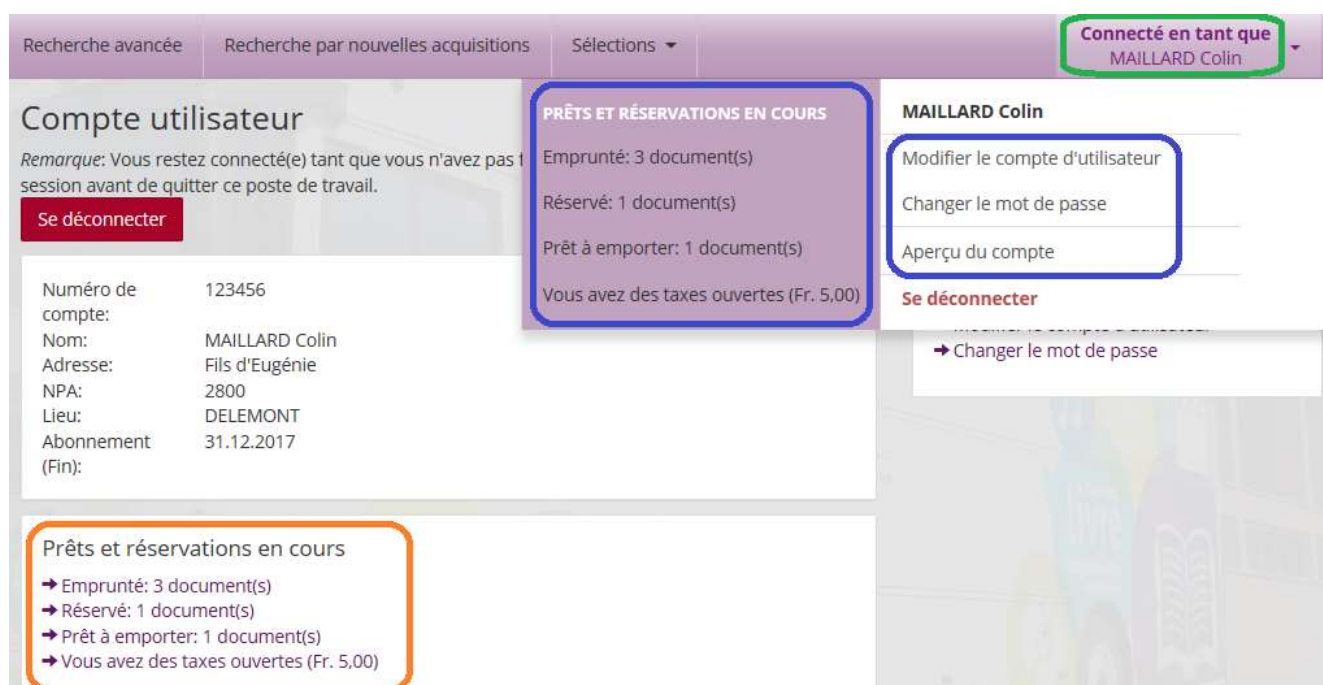 Recherche avancée
Recherche par nouvelles acquisitions
Sélections
Connecté en tant que
MAILLARD Colin
Compte utilisateur
Remarque: Vous restez connecté(e) tant que vous n'avez pas
session avant de quitter ce poste de travail.
Se déconnecter
PRÊTS ET RÉSERVATIONS EN COURS
Emprunté: 3 document(s)
Réservé: 1 document(s)
Prêt à emporter: 1 document(s)
Vous avez des taxes ouvertes (Fr. 5,00)
MAILLARD Colin
Modifier le compte d'utilisateur
Changer le mot de passe
Aperçu du compte
Se déconnecter
Changer le mot de passe
Numéro de compte: 123456
Nom: MAILLARD Colin
Adresse: Fils d'Eugénie
NPA: 2800
Lieu: DELEMONT
Abonnement (Fin): 31.12.2017
Prêts et réservations en cours
Emprunté: 3 document(s)
Réservé: 1 document(s)
Prêt à emporter: 1 document(s)
Vous avez des taxes ouvertes (Fr. 5,00)